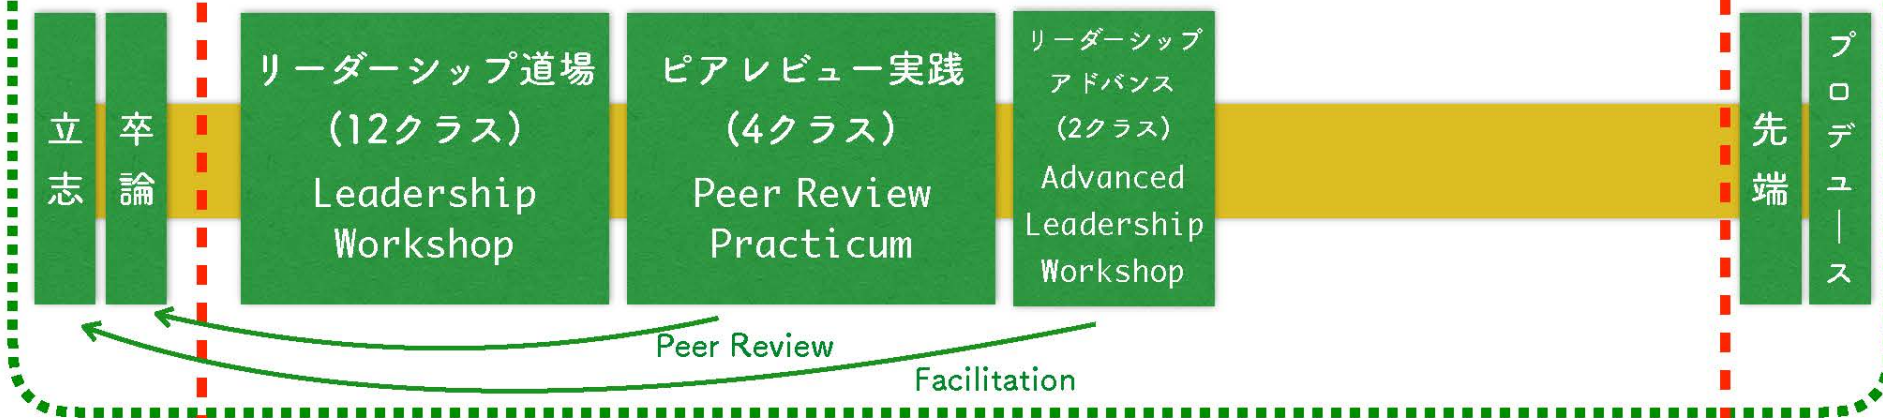 立志
卒論
リーダーシップ道場
(12クラス)
Leadership
Workshop
ピアレビュー実践
(4クラス)
Peer Review
Practicum
リーダーシップ
アドバンス
(2クラス)
Advanced
Leadership
Workshop
先端
プロデュース
Peer Review
Facilitation